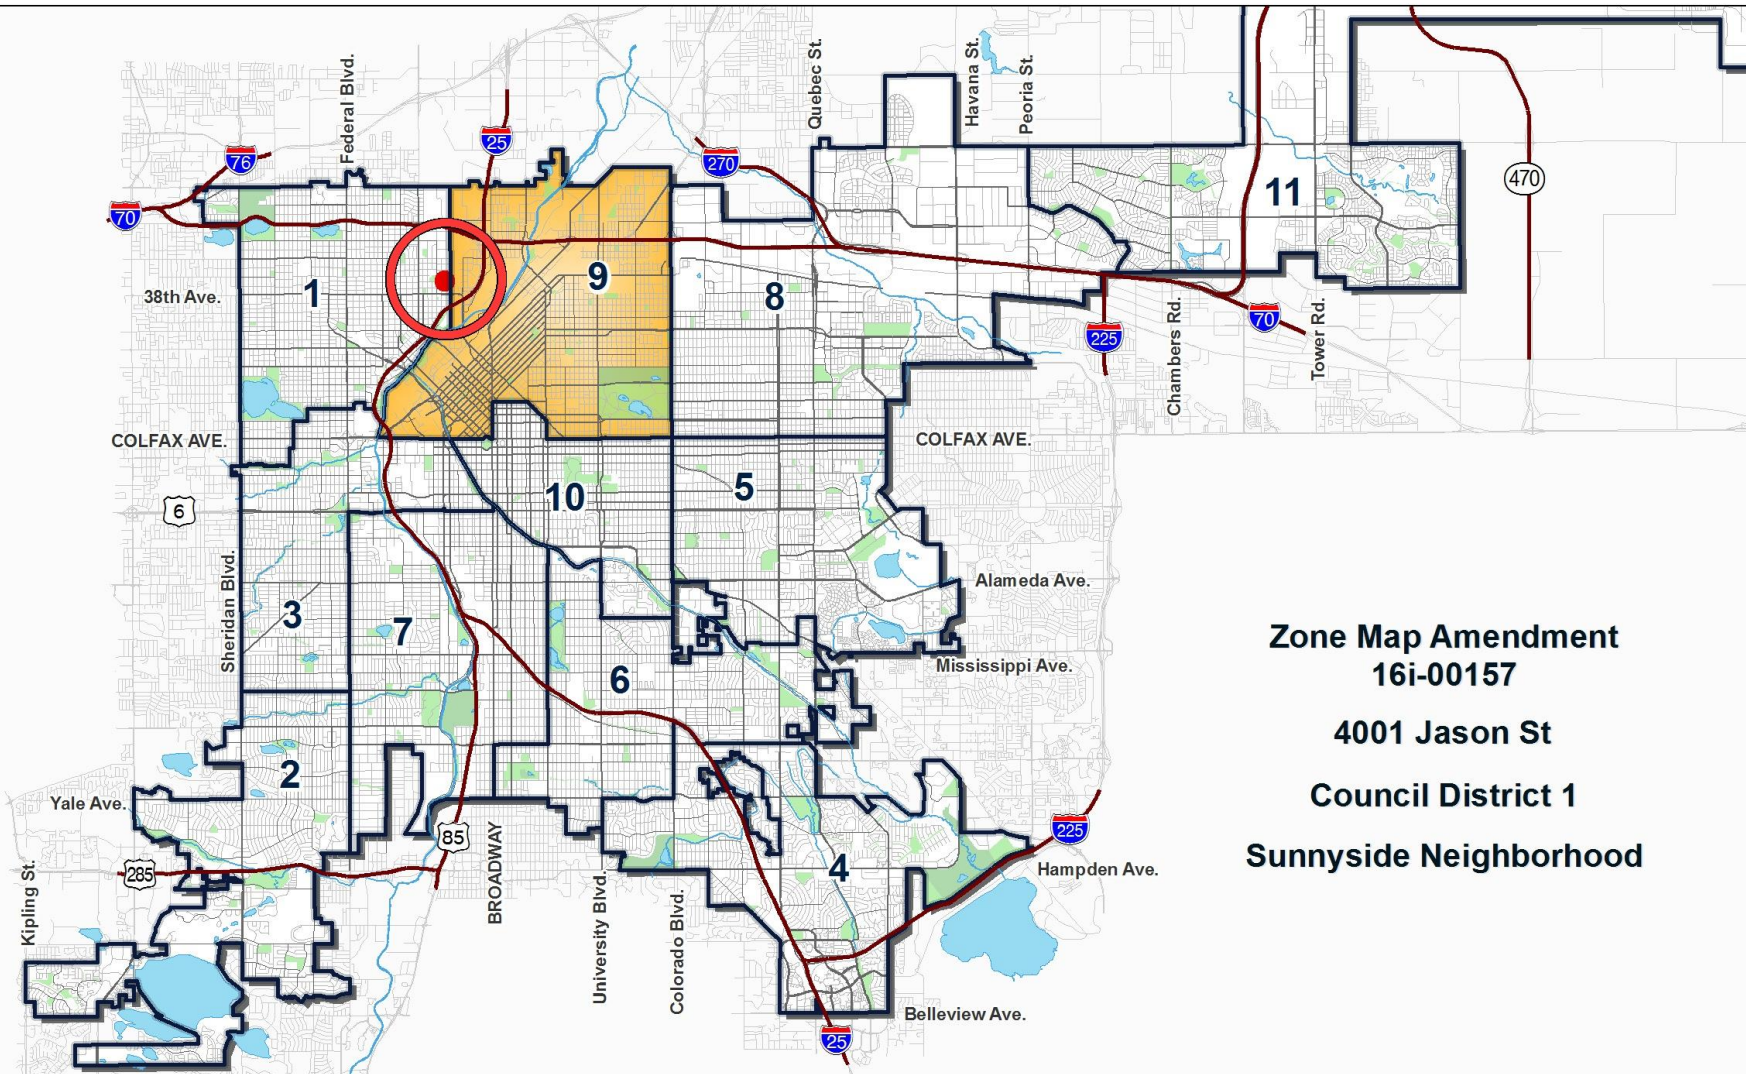 Federal Blvd.
Quebec St.
Havana St.
Peoria St.
25
76
270
70
470
11
9
1
8
38th Ave.
70
225
Chambers Rd.
Tower Rd.
COLFAX AVE.
COLFAX AVE.
10
5
6
Sheridan Blvd.
Alameda Ave.
3
7
6
Mississippi Ave.
Zone Map Amendment
16i-00157
4001 Jason St
Council District 1
Sunnyside Neighborhood
2
Yale Ave.
85
225
285
BROADWAY
4
Hampden Ave.
Kipling St.
University Blvd.
Colorado Blvd.
Belleview Ave.
25